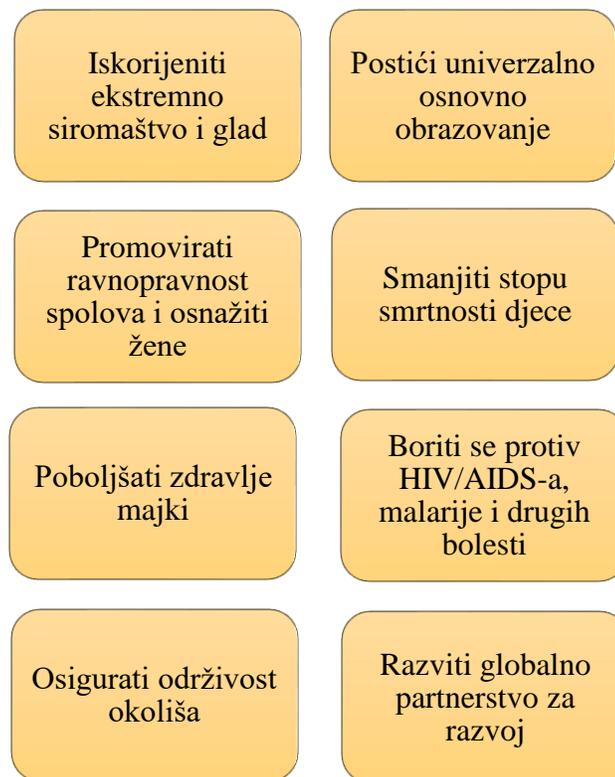 Iskorijeniti
ekstremno
siromaštvo i glad
Postići univerzalno
osnovno
obrazovanje
Promovirati
ravnopravnost
spolova i osnažiti
žene
Smanjiti stopu
smrtnosti djece
Poboljšati zdravlje
majki
Boriti se protiv
HIV/AIDS-a,
malarije i drugih
bolesti
Osigurati održivost
okoliša
Razviti globalno
partnerstvo za
razvoj